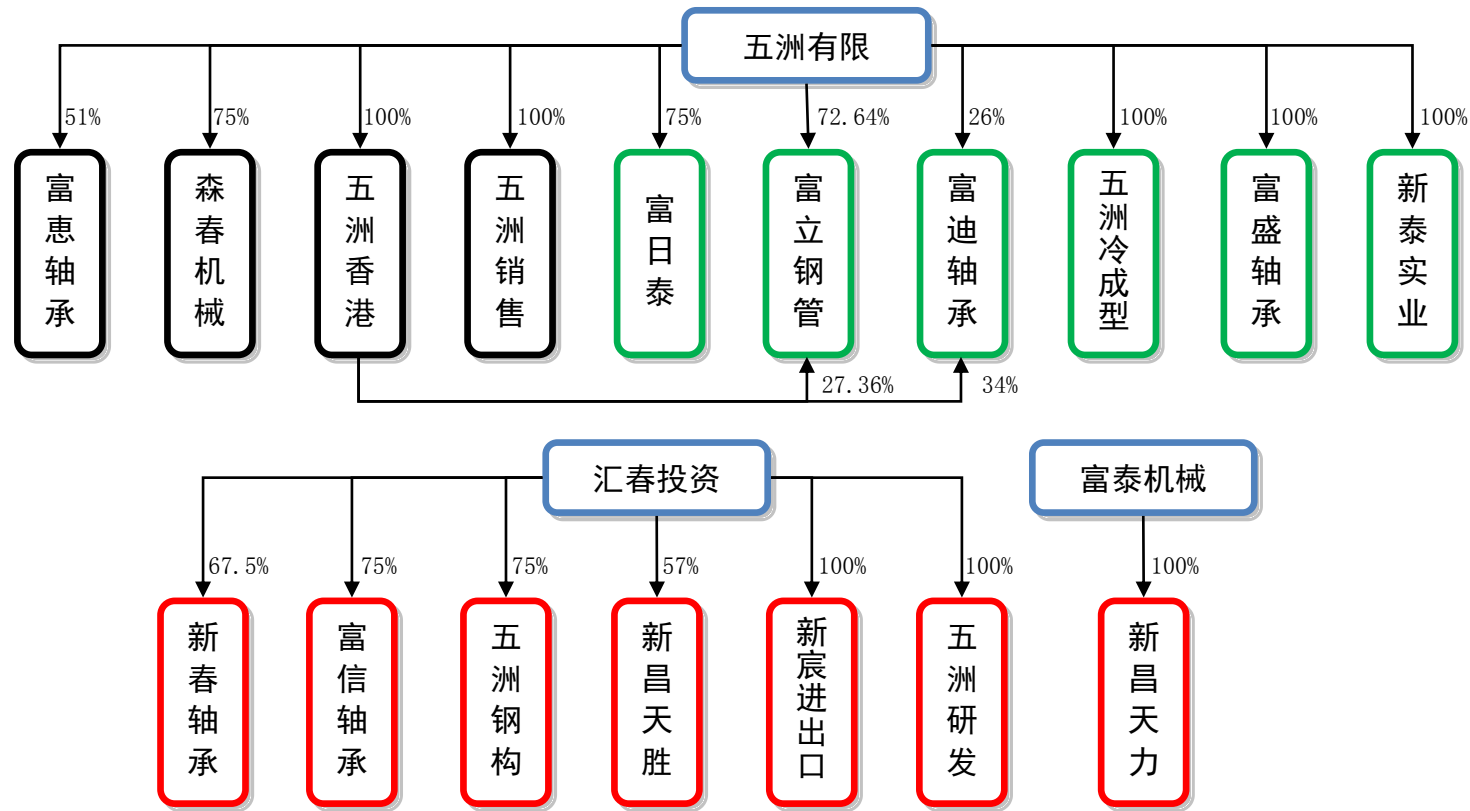 五洲有限
51%
75%
100%
100%
75%
72.64%
26%
100%
100%
100%
富惠轴承
森春机械
五洲香港
五洲销售
富日泰
富立钢管
富迪轴承
五洲冷成型
富盛轴承
新泰实业
27.36%
34%
汇春投资
富泰机械
67.5%
75%
75%
57%
100%
100%
100%
新春轴承
富信轴承
五洲钢构
新昌天胜
新宸进出口
五洲研发
新昌天力